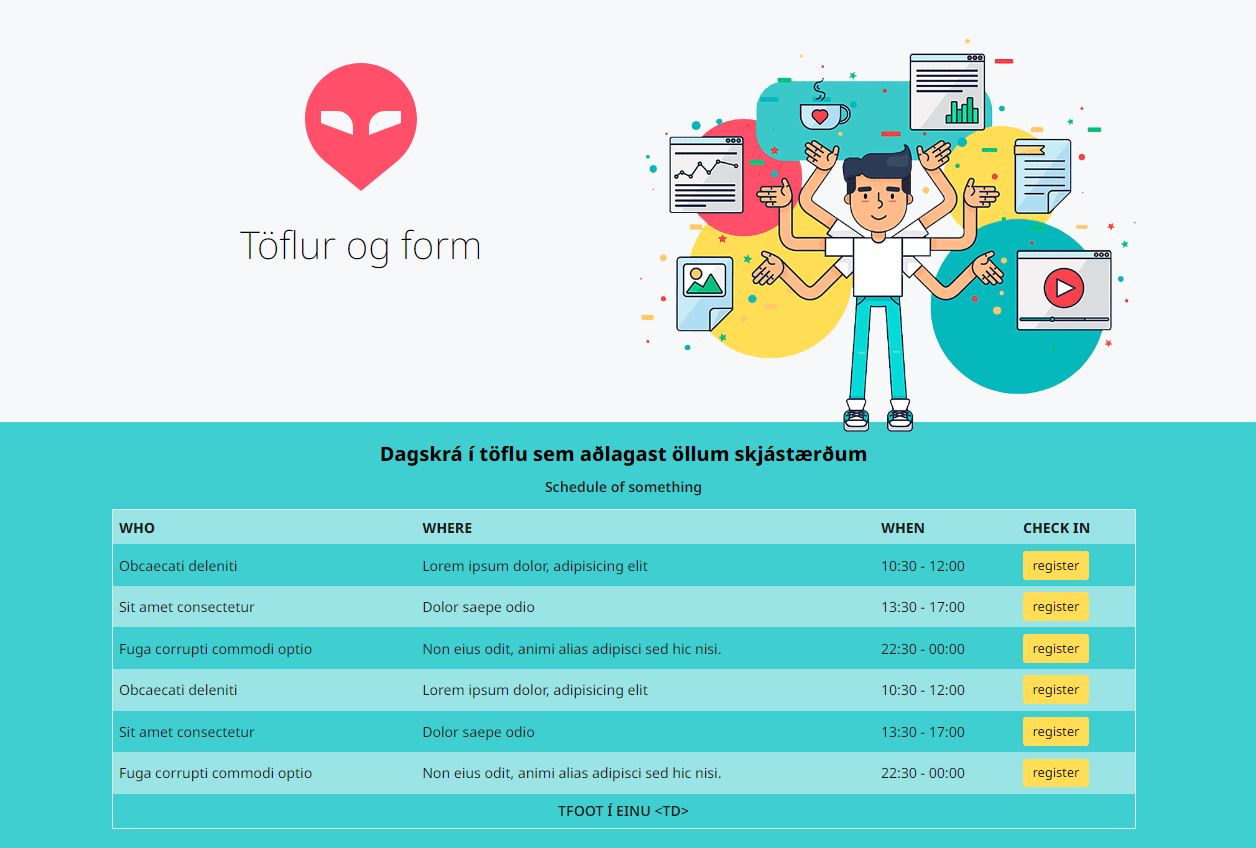 Töflur og form
Dagskrá í töflu sem aðlagast öllum skjástærðum
Schedule of something
WHO WHERE WHEN CHECK IN
Obcaecati deleniti Lorem ipsum dolor, adipisicing elit 10:30 - 12:00 register
Sit amet consectetur Dolor saepe odio 13:30 - 17:00 register
Fuga corrupti commodi optio Non eius odit, animi alias adipisci sed hic nisi. 22:30 - 00:00 register
Obcaecati deleniti Lorem ipsum dolor, adipisicing elit 10:30 - 12:00 register
Sit amet consectetur Dolor saepe odio 13:30 - 17:00 register
Fuga corrupti commodi optio Non eius odit, animi alias adipisci sed hic nisi. 22:30 - 00:00 register
TFOOT Í EINU <TD>